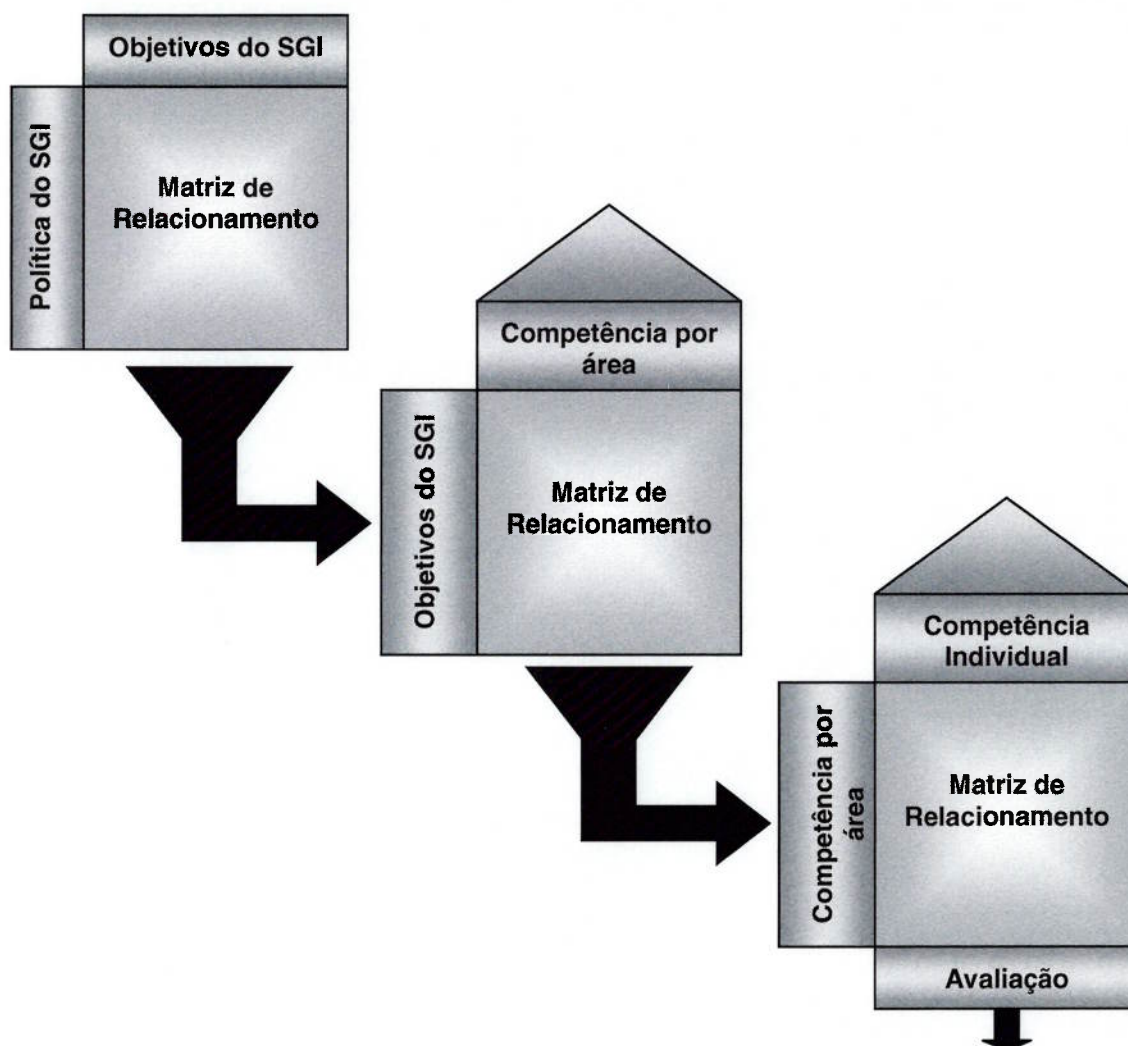 Objetivos do SGI
Política do SGI
Matriz de
Relacionamento
Competência por
área
Objetivos do SGI
Matriz de
Relacionamento
Competência
Individual
Competência por
área
Matriz de
Relacionamento
Avaliação